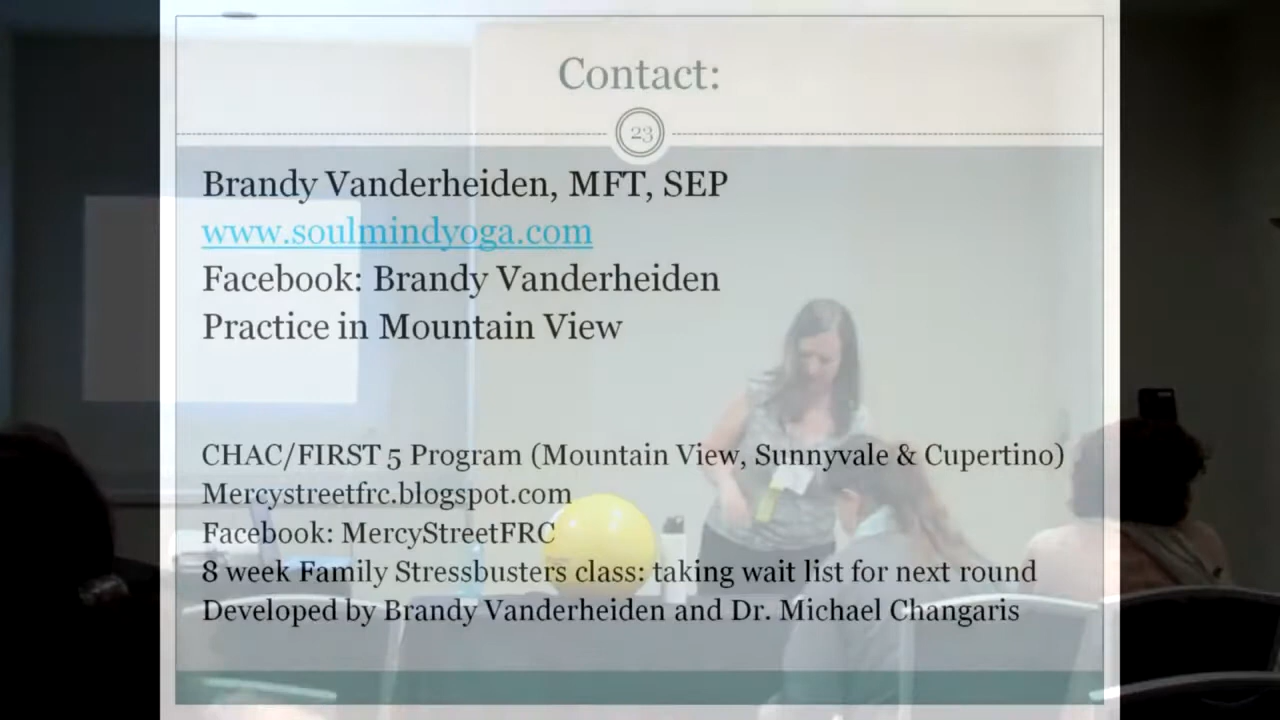 Contact:
23
Brandy Vanderheiden, MFT, SEP
www.soulmindyoga.com
Facebook: Brandy Vanderheiden
Practice in Mountain View
CHAC/FIRST 5 Program (Mountain View, Sunnyvale & Cupertino)
Mercystreetfrc.blogspot.com
Facebook: MercyStreetFRC
8 week Family Stressbusters class: taking wait list for next round
Developed by Brandy Vanderheiden and Dr. Michael Changaris